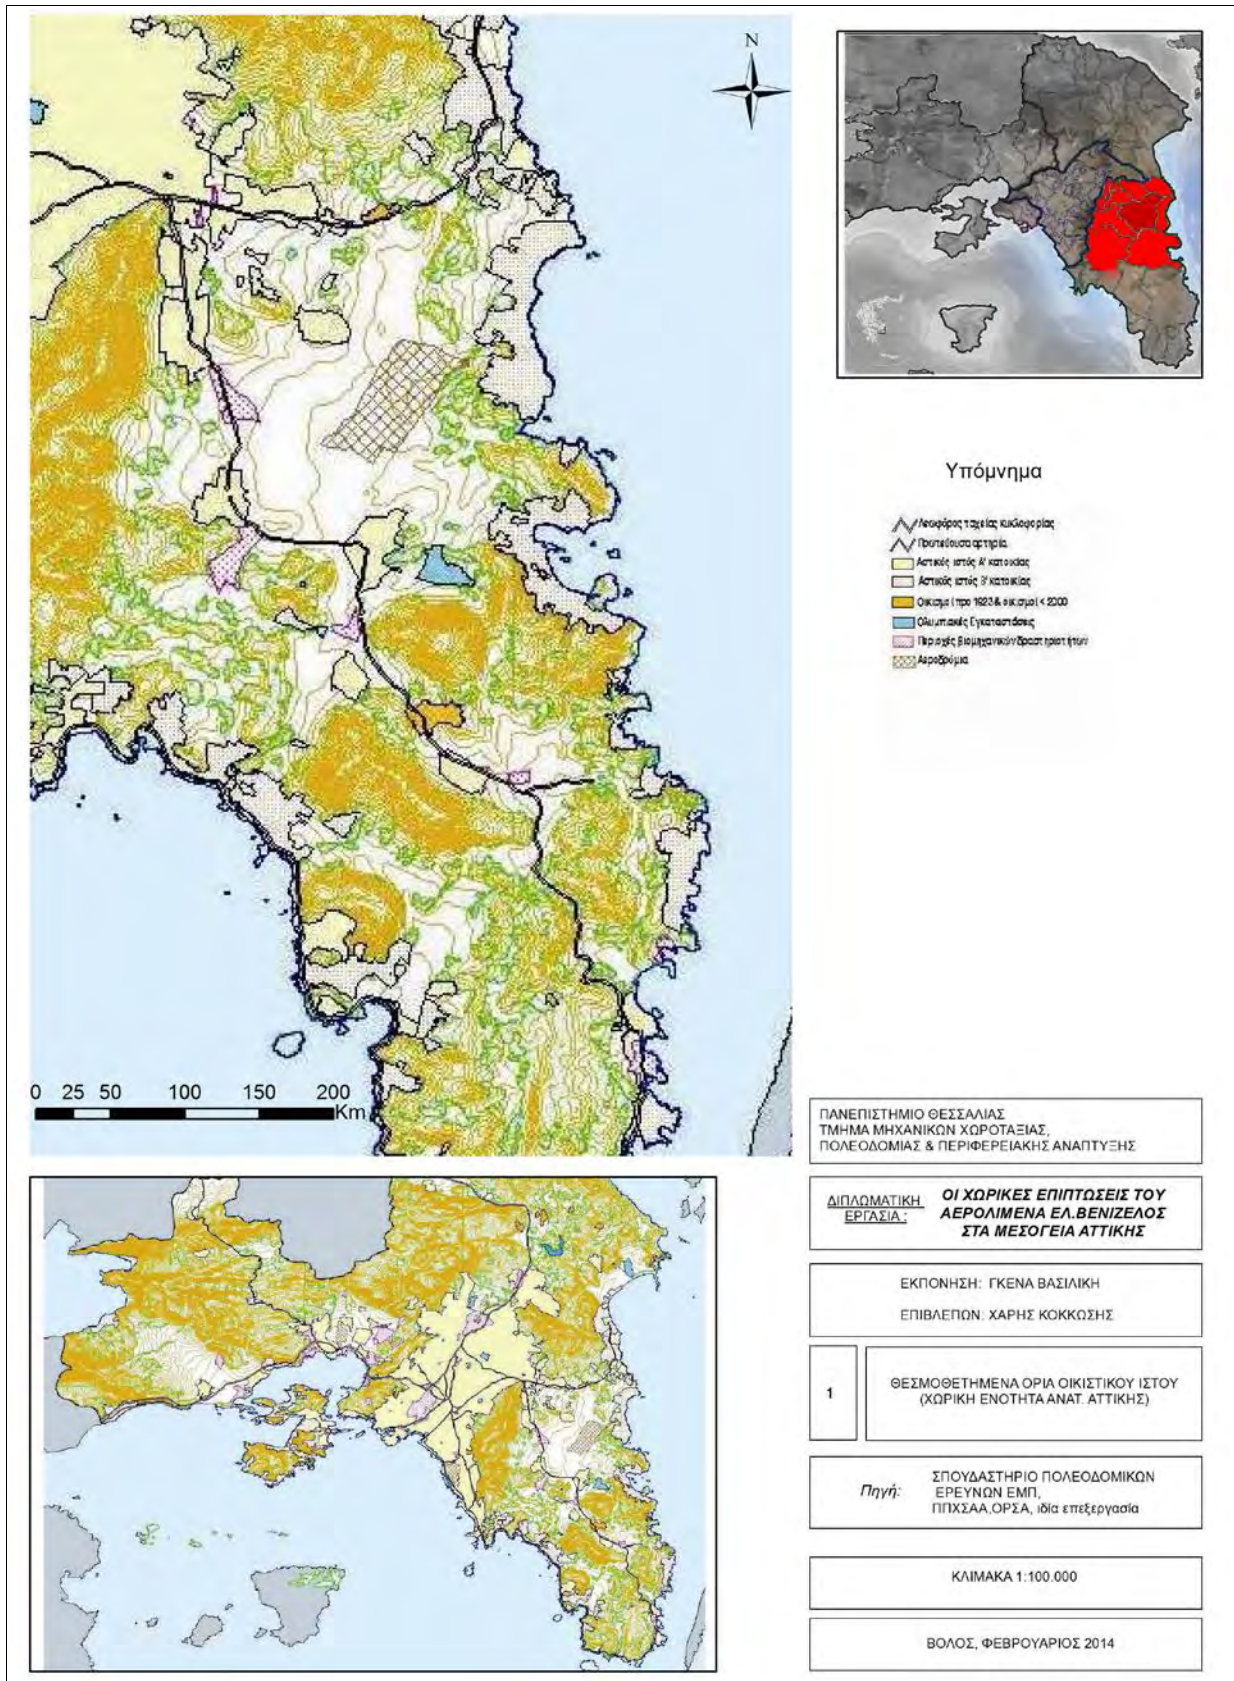 N
Υπόμνημα
Λεωφόρος ταχείας κυκλοφορίας
Πρωτεύουσα αρτηρία
Αστικός ιστός Α' κατοικίας
Αστικός ιστός Β' κατοικίας
Οικισμοί προ 1923 & οικισμοί < 2000
Ολυμπιακές Εγκαταστάσεις
Περιοχές βιομηχανικών δραστηριοτήτων
Αεροδρόμια
0 25 50 100 150 200
Km
ΠΑΝΕΠΙΣΤΗΜΙΟ ΘΕΣΣΑΛΙΑΣ
ΤΜΗΜΑ ΜΗΧΑΝΙΚΩΝ ΧΩΡΟΤΑΞΙΑΣ,
ΠΟΛΕΟΔΟΜΙΑΣ & ΠΕΡΙΦΕΡΕΙΑΚΗΣ ΑΝΑΠΤΥΞΗΣ
ΔΙΠΛΩΜΑΤΙΚΗ ΕΡΓΑΣΙΑ :
ΟΙ ΧΩΡΙΚΕΣ ΕΠΙΠΤΩΣΕΙΣ ΤΟΥ
ΑΕΡΟΛΙΜΕΝΑ ΕΛ.ΒΕΝΙΖΕΛΟΣ
ΣΤΑ ΜΕΣΟΓΕΙΑ ΑΤΤΙΚΗΣ
ΕΚΠΟΝΗΣΗ: ΓΚΕΝΑ ΒΑΣΙΛΙΚΗ
ΕΠΙΒΛΕΠΩΝ: ΧΑΡΗΣ ΚΟΚΚΩΣΗΣ
1
ΘΕΣΜΟΘΕΤΗΜΕΝΑ ΟΡΙΑ ΟΙΚΙΣΤΙΚΟΥ ΙΣΤΟΥ
(ΧΩΡΙΚΗ ΕΝΟΤΗΤΑ ΑΝΑΤ. ΑΤΤΙΚΗΣ)
Πηγή:
ΣΠΟΥΔΑΣΤΗΡΙΟ ΠΟΛΕΟΔΟΜΙΚΩΝ
ΕΡΕΥΝΩΝ ΕΜΠ,
ΠΠΧΣΑΑ,ΟΡΣΑ, ιδία επεξεργασία
ΚΛΙΜΑΚΑ 1:100.000
ΒΟΛΟΣ, ΦΕΒΡΟΥΑΡΙΟΣ 2014